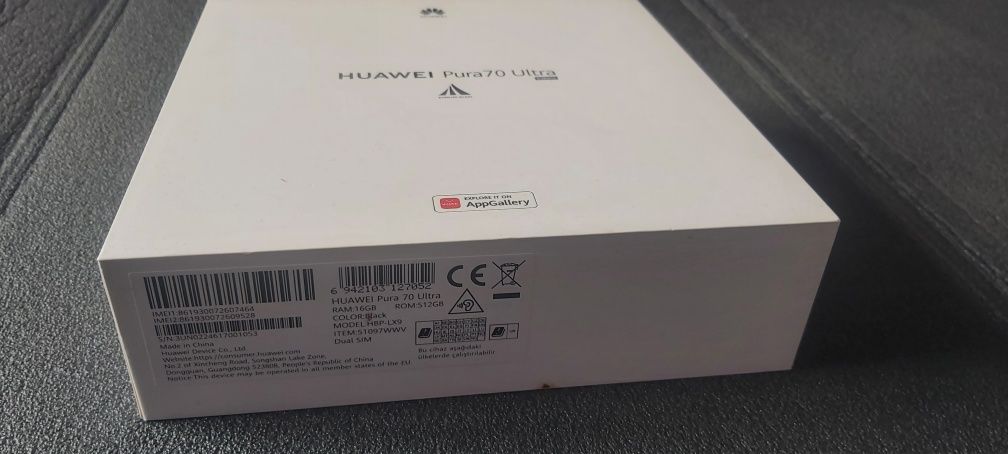 HUAWEI
HUAWEI Pura70 Ultra
EXPLORE IT ON
AppGallery
IMEI1:861930072607464
IMEI2:861930072609528
S/N:3UN0224617001053
Made in China
Huawei Device Co., Ltd
Website:https://consumer.huawei.com
No.2 of Xincheng Road, Songshan Lake Zone,
Dongguan, Guangdong 523808, People's Republic of China
Notice:This device may be operated in all member states of the EU
6 942103 127052
HUAWEI Pura 70 Ultra
RAM:16GB ROM:512GB
COLOR:Black
MODEL:HBP-LX9
ITEM:51097WWV
Dual SIM
CE
Bu cihaz aşağıdaki
ülkelerde çalıştırılabilir